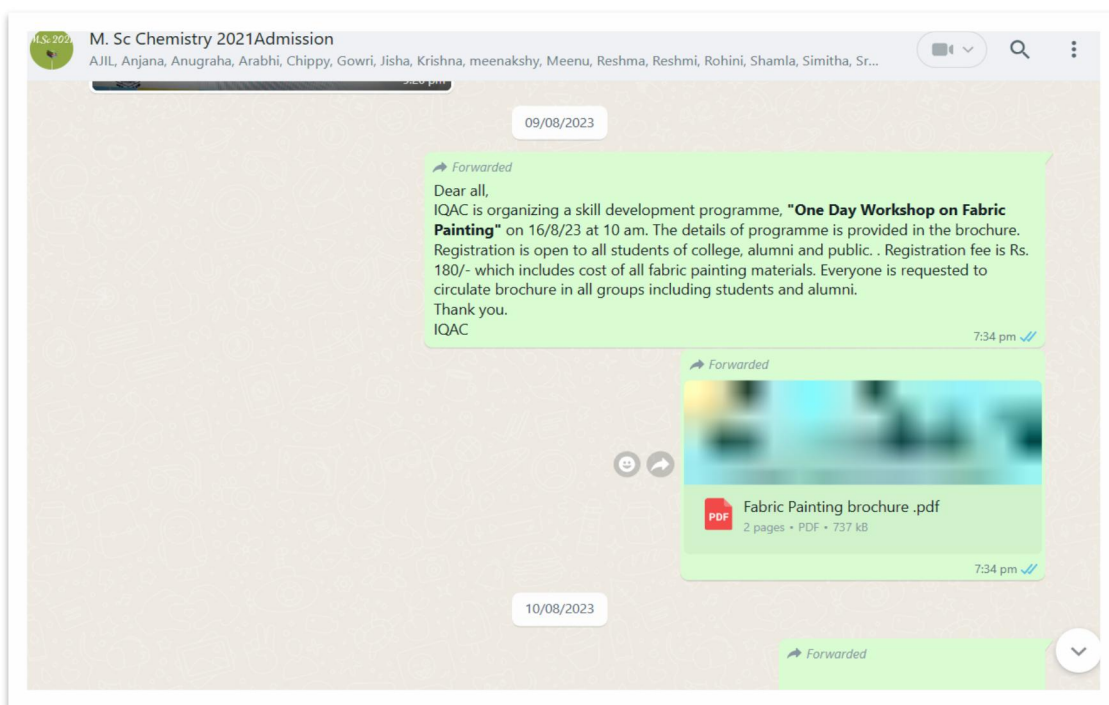 M.Sc 202
M. Sc Chemistry 2021Admission
AJIL, Anjana, Anugraha, Arabhi, Chippy, Gowri, Jisha, Krishna, meenakshy, Meenu, Reshma, Reshmi, Rohini, Shamla, Simitha, Sr...
09/08/2023
Forwarded
Dear all,
IQAC is organizing a skill development programme, "One Day Workshop on Fabric
Painting" on 16/8/23 at 10 am. The details of programme is provided in the brochure.
Registration is open to all students of college, alumni and public. . Registration fee is Rs.
180/- which includes cost of all fabric painting materials. Everyone is requested to
circulate brochure in all groups including students and alumni.
Thank you.
IQAC
7:34 pm
Forwarded
PDF
Fabric Painting brochure .pdf
2 pages • PDF • 737 kB
7:34 pm
10/08/2023
Forwarded